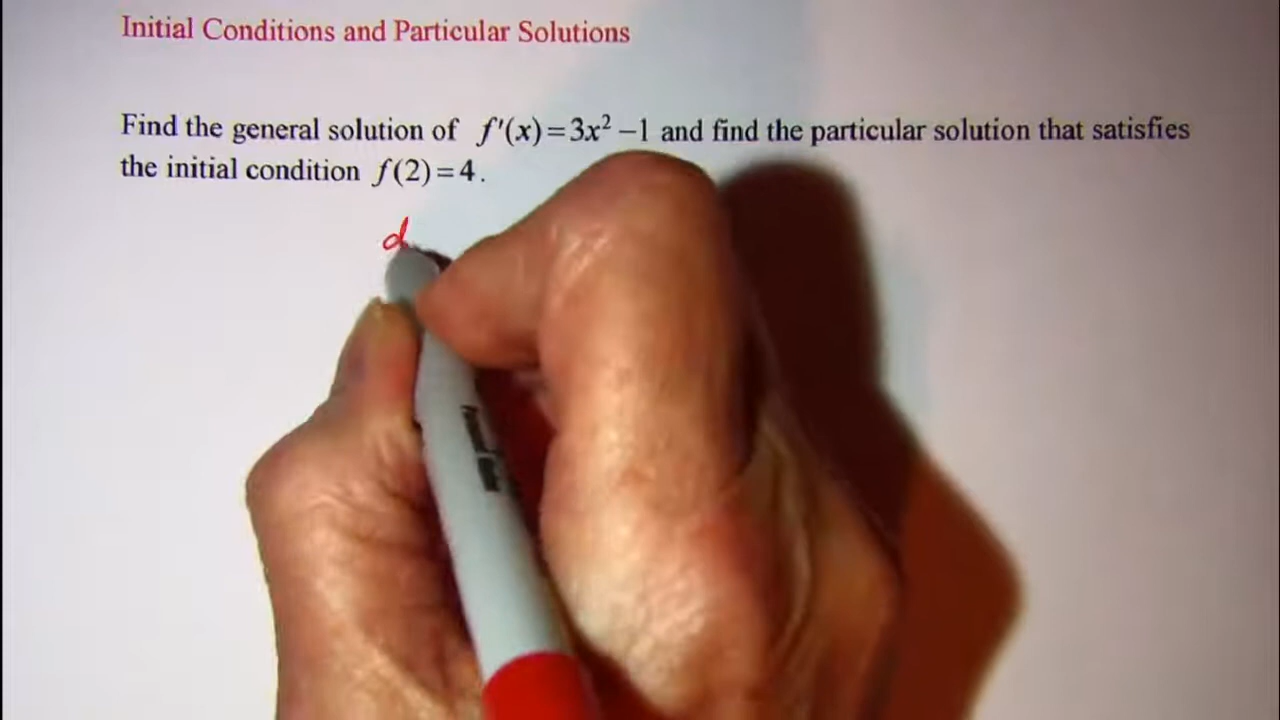 Initial Conditions and Particular Solutions
Find the general solution of f'(x)=3x²−1 and find the particular solution that satisfies
the initial condition f(2)=4.
d